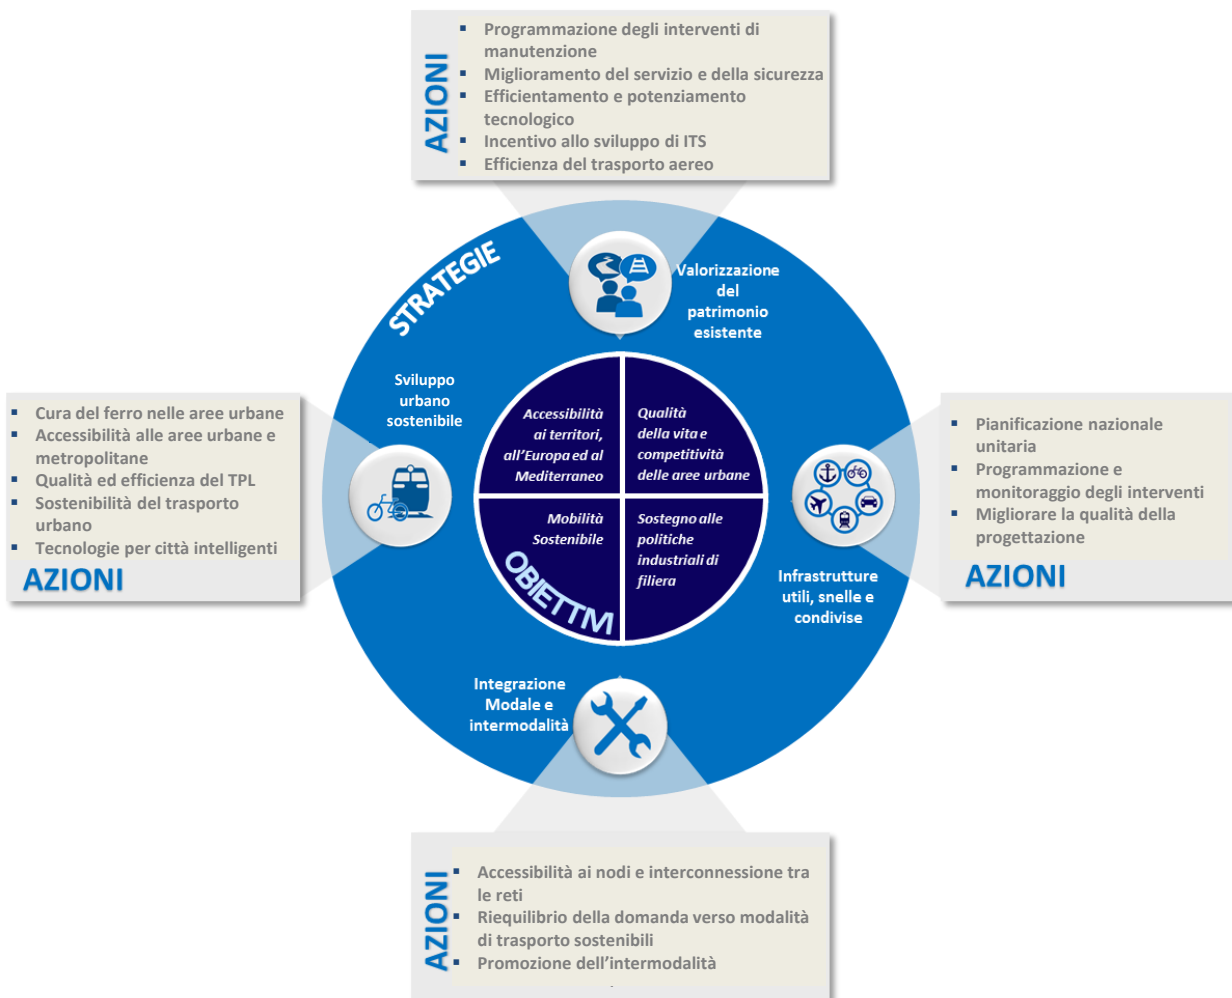 AZIONI
▪ Programmazione degli interventi di
manutenzione
▪ Miglioramento del servizio e della sicurezza
▪ Efficientamento e potenziamento
tecnologico
▪ Incentivo allo sviluppo di ITS
▪ Efficienza del trasporto aereo
STRATEGIE
Valorizzazione
del
patrimonio
esistente
Sviluppo
urbano
sostenibile
▪ Cura del ferro nelle aree urbane
▪ Accessibilità alle aree urbane e
metropolitane
▪ Qualità ed efficienza del TPL
▪ Sostenibilità del trasporto
urbano
▪ Tecnologie per città intelligenti
AZIONI
Accessibilità
ai territori,
all'Europa ed al
Mediterraneo
Qualità
della vita e
competitività
delle aree urbane
Mobilità
Sostenibile
Sostegno alle
politiche
industriali di
filiera
OBIETTM
▪ Pianificazione nazionale
unitaria
▪ Programmazione e
monitoraggio degli interventi
▪ Migliorare la qualità della
progettazione
AZIONI
Infrastrutture
utili, snelle e
condivise
Integrazione
Modale e
intermodalità
AZIONI
▪ Accessibilità ai nodi e interconnessione tra
le reti
▪ Riequilibrio della domanda verso modalità
di trasporto sostenibili
▪ Promozione dell'intermodalità